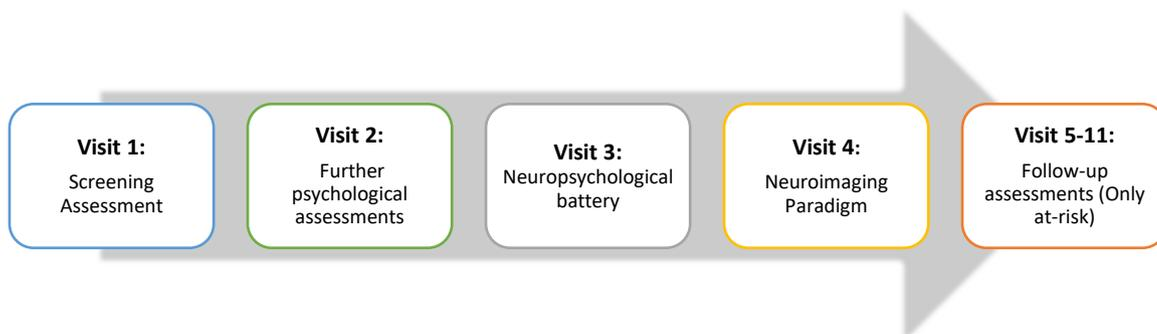 Visit 1:
Screening
Assessment
Visit 2:
Further
psychological
assessments
Visit 3:
Neuropsychological
battery
Visit 4:
Neuroimaging
Paradigm
Visit 5-11:
Follow-up
assessments (Only
at-risk)